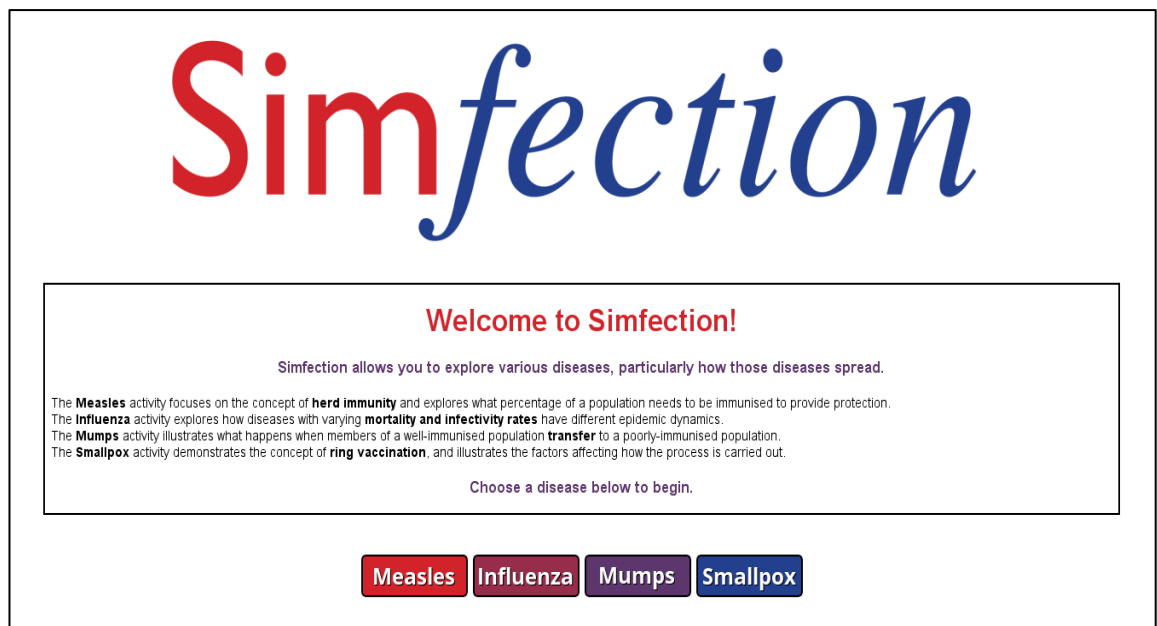 Simfection
Welcome to Simfection!
Simfection allows you to explore various diseases, particularly how those diseases spread.
The Measles activity focuses on the concept of herd immunity and explores what percentage of a population needs to be immunised to provide protection.
The Influenza activity explores how diseases with varying mortality and infectivity rates have different epidemic dynamics.
The Mumps activity illustrates what happens when members of a well-immunised population transfer to a poorly-immunised population.
The Smallpox activity demonstrates the concept of ring vaccination, and illustrates the factors affecting how the process is carried out.
Choose a disease below to begin.
Measles Influenza Mumps Smallpox